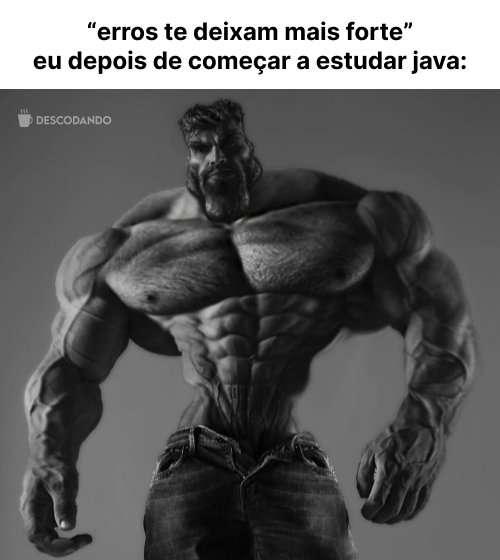 “erros te deixam mais forte”
eu depois de começar a estudar java:
DESCODANDO